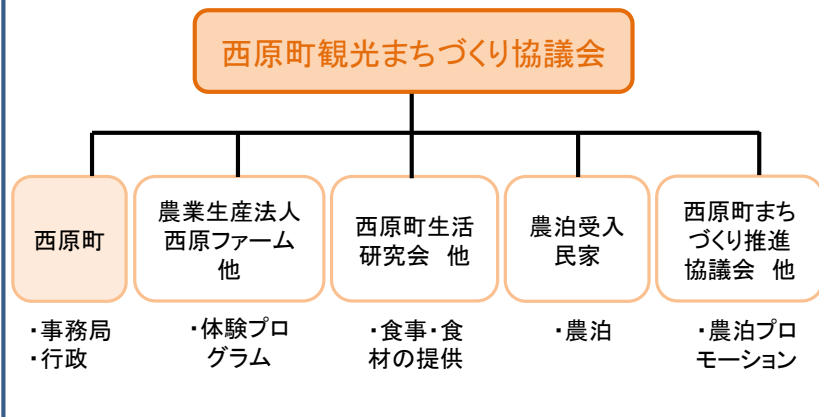 西原町観光まちづくり協議会
西原町
農業生産法人
西原ファーム
他
西原町生活
研究会 他
農泊受入
民家
西原町まち
づくり推進
協議会 他
・事務局
・行政
・体験プロ
グラム
・食事・食
材の提供
・農泊
・農泊プロ
モーション